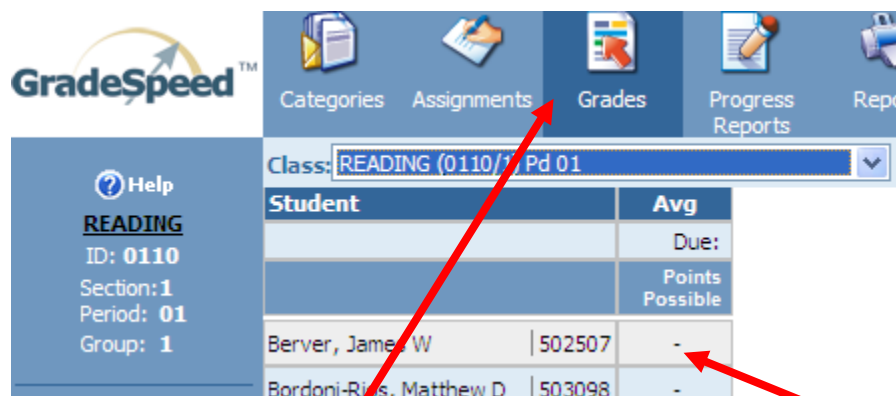 GradeSpeed™
Categories Assignments Grades Progress Reports
Help
READING
ID: 0110
Section:1
Period: 01
Group: 1
Class: READING (0110/1) Pd 01
Student Avg
Due:
Points
Possible
Berver, James W 502507 -
Matthew D 503098 -